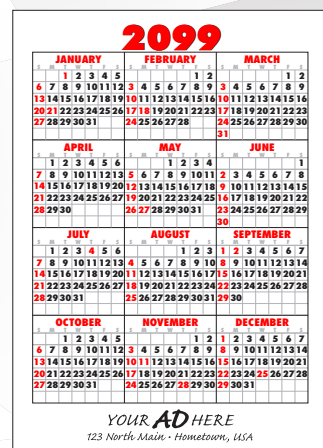 2099
JANUARY
S M T W T F S
1 2 3 4 5
6 7 8 9 10 11 12
13 14 15 16 17 18 19
20 21 22 23 24 25 26
27 28 29 30 31
FEBRUARY
S M T W T F S
1 2
3 4 5 6 7 8 9
10 11 12 13 14 15 16
17 18 19 20 21 22 23
24 25 26 27 28
MARCH
S M T W T F S
1 2
3 4 5 6 7 8 9
10 11 12 13 14 15 16
17 18 19 20 21 22 23
24 25 26 27 28 29 30
31
APRIL
S M T W T F S
1 2 3 4 5 6
7 8 9 10 11 12 13
14 15 16 17 18 19 20
21 22 23 24 25 26 27
28 29 30
MAY
S M T W T F S
1 2 3 4
5 6 7 8 9 10 11
12 13 14 15 16 17 18
19 20 21 22 23 24 25
26 27 28 29 30 31
JUNE
S M T W T F S
1
2 3 4 5 6 7 8
9 10 11 12 13 14 15
16 17 18 19 20 21 22
23 24 25 26 27 28 29
30
JULY
S M T W T F S
1 2 3 4 5 6
7 8 9 10 11 12 13
14 15 16 17 18 19 20
21 22 23 24 25 26 27
28 29 30 31
AUGUST
S M T W T F S
1 2 3
4 5 6 7 8 9 10
11 12 13 14 15 16 17
18 19 20 21 22 23 24
25 26 27 28 29 30 31
SEPTEMBER
S M T W T F S
1 2 3 4 5 6 7
8 9 10 11 12 13 14
15 16 17 18 19 20 21
22 23 24 25 26 27 28
29 30
OCTOBER
S M T W T F S
1 2 3 4 5
6 7 8 9 10 11 12
13 14 15 16 17 18 19
20 21 22 23 24 25 26
27 28 29 30 31
NOVEMBER
S M T W T F S
1 2
3 4 5 6 7 8 9
10 11 12 13 14 15 16
17 18 19 20 21 22 23
24 25 26 27 28 29 30
DECEMBER
S M T W T F S
1 2 3 4 5 6 7
8 9 10 11 12 13 14
15 16 17 18 19 20 21
22 23 24 25 26 27 28
29 30 31
YOUR AD HERE
123 North Main • Hometown, USA